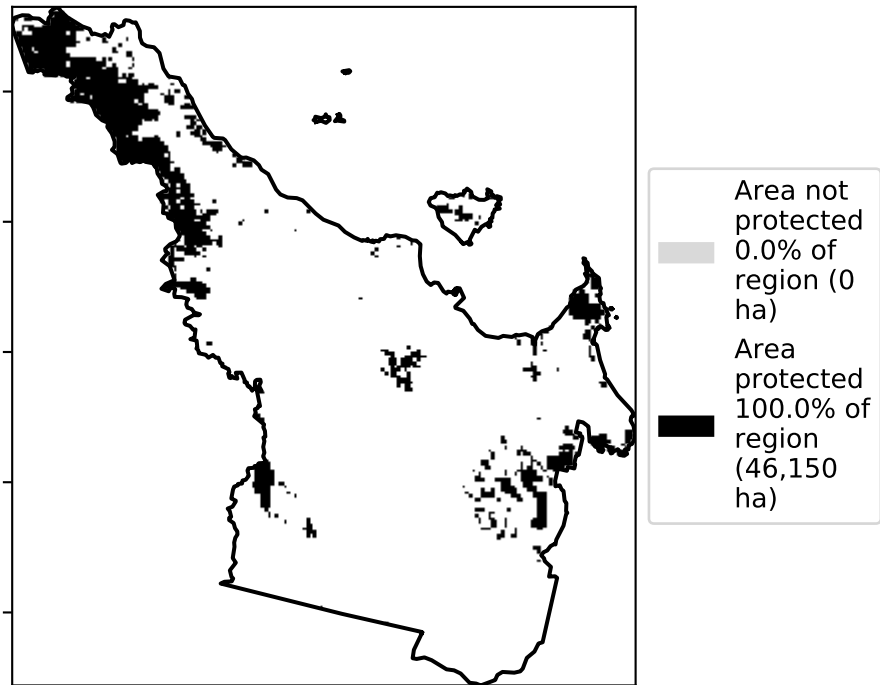 Area not
protected
0.0% of
region (0
ha)
Area
protected
100.0% of
region
(46,150
ha)